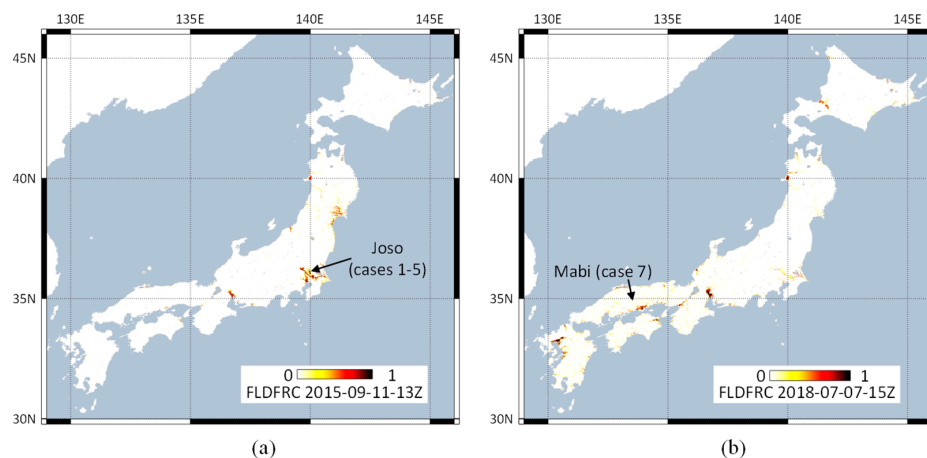 130E 135E 140E 145E
45N
40N
35N
30N
Joso
(cases 1-5)
0 1
FLDFRC 2015-09-11-13Z
(a)
130E 135E 140E 145E
45N
40N
35N
30N
Mabi (case 7)
0 1
FLDFRC 2018-07-07-15Z
(b)